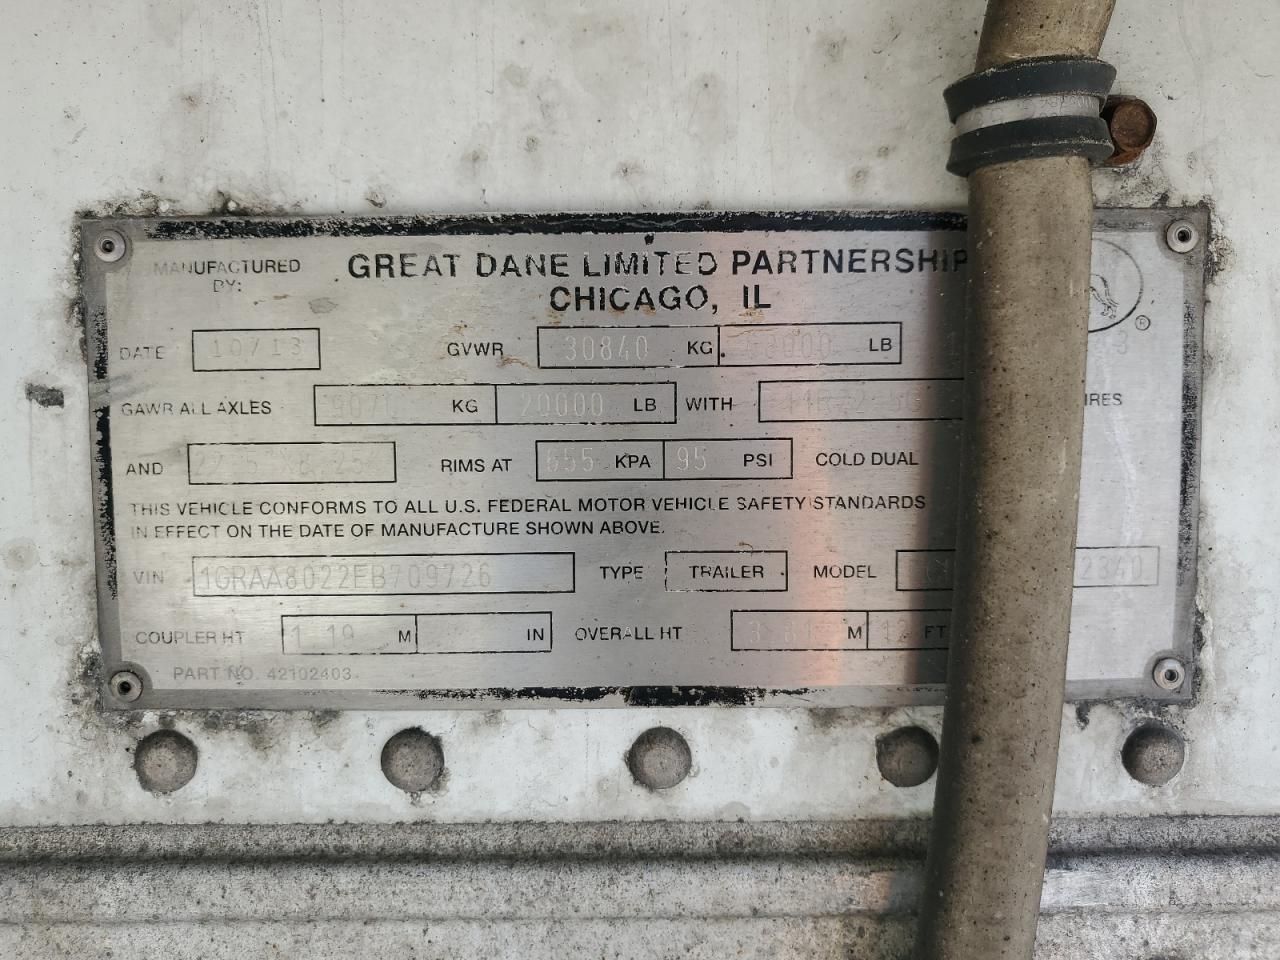 MANUFACTURED BY: GREAT DANE LIMITED PARTNERSHIP
CHICAGO, IL
®
DATE 10/13 GVWR 30840 KG 68000 LB
GAWR ALL AXLES KG 20000 LB WITH
AND RIMS AT 655 KPA 95 PSI COLD DUAL
THIS VEHICLE CONFORMS TO ALL U.S. FEDERAL MOTOR VEHICLE SAFETY STANDARDS
IN EFFECT ON THE DATE OF MANUFACTURE SHOWN ABOVE.
VIN 1GRAA8022EB709726 TYPE TRAILER MODEL
COUPLER HT M IN OVERALL HT M FT
PART NO. 42102403